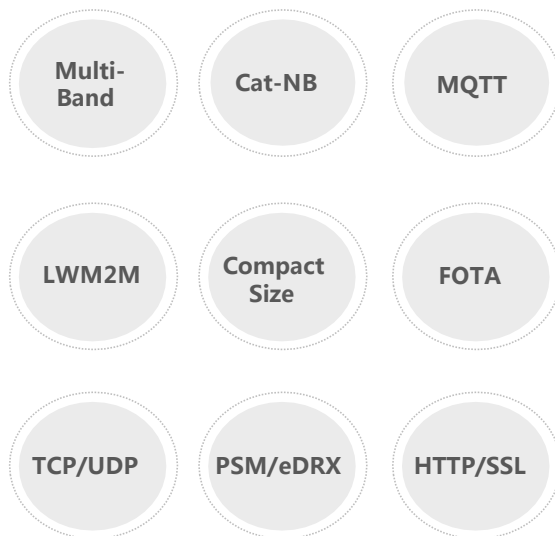 Multi-
Band
Cat-NB
MQTT
LWM2M
Compact
Size
FOTA
TCP/UDP
PSM/eDRX
HTTP/SSL